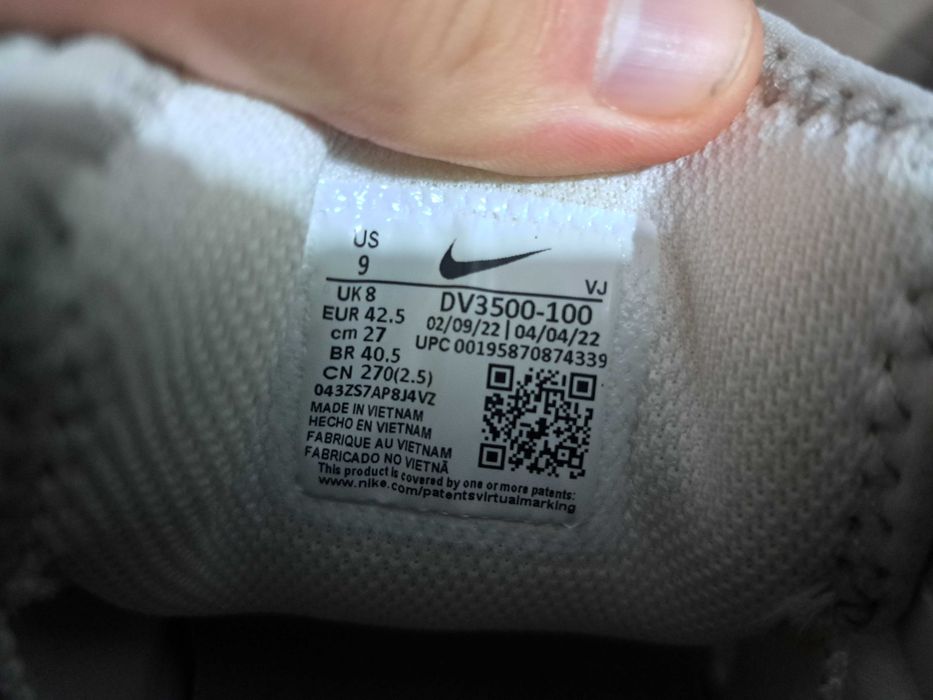 US
9
VJ
UK 8
EUR 42.5
cm 27
BR 40.5
CN 270(2.5)
043ZS7AP8J4VZ
DV3500-100
02/09/22 | 04/04/22
UPC 00195870874339
MADE IN VIETNAM
HECHO EN VIETNAM
FABRIQUE AU VIETNAM
FABRICADO NO VIETNÃ
This product is covered by one or more patents:
www.nike.com/patentsvirtualmarking